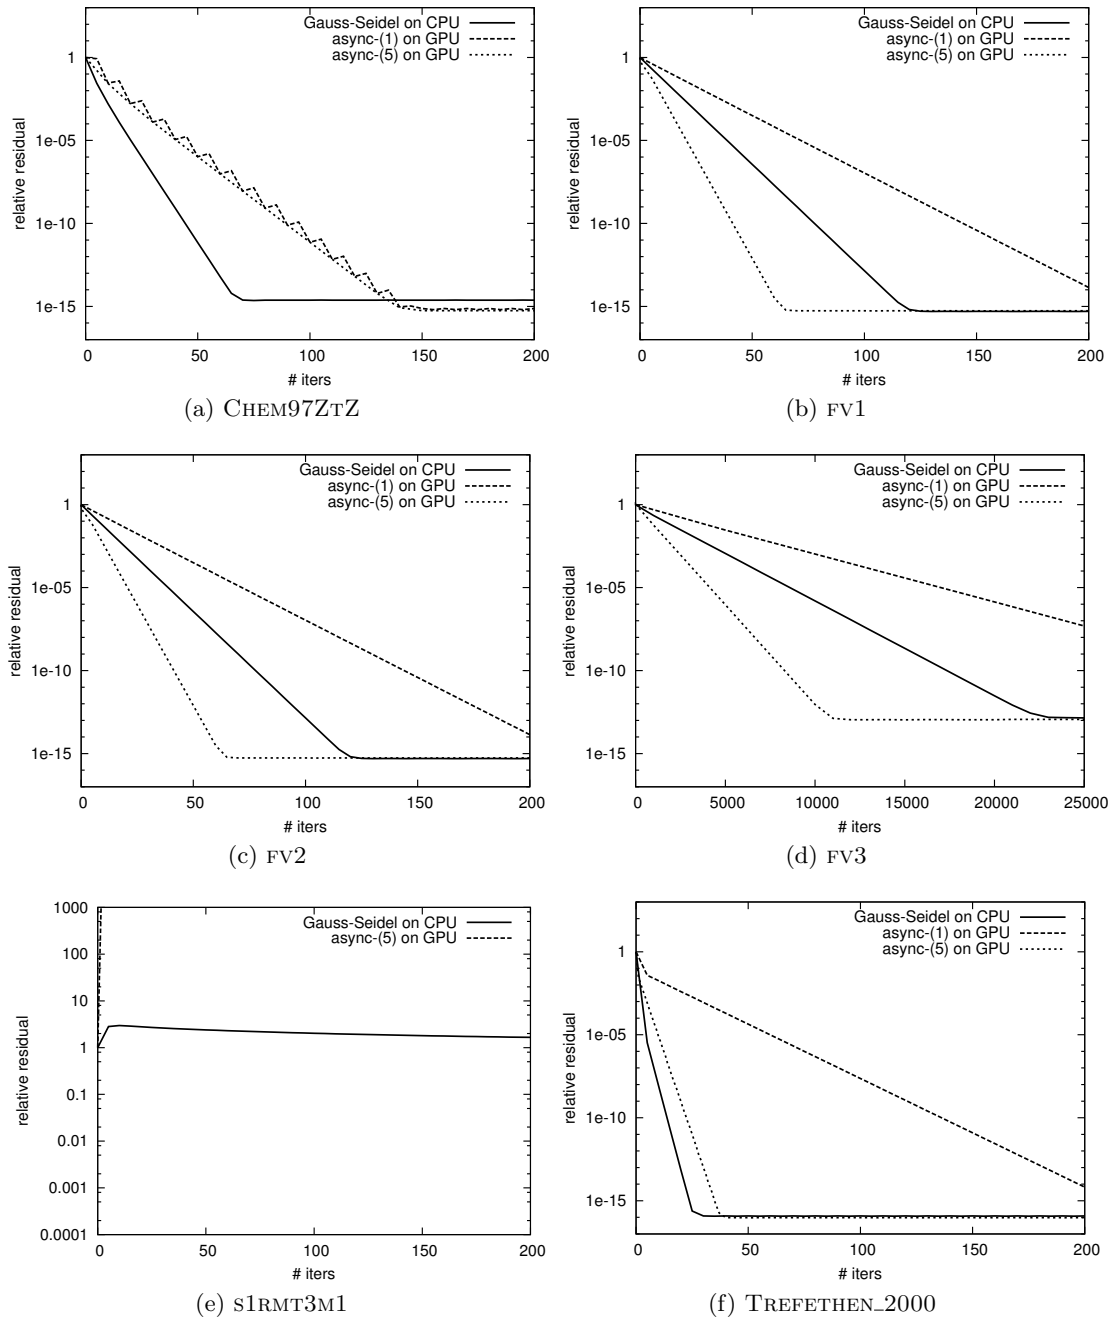 Gauss-Seidel on CPU
async-(1) on GPU
async-(5) on GPU
1
1e-05
1e-10
1e-15
relative residual
0 50 100 150 200
# iters
(a) CHEM97ZTZ
Gauss-Seidel on CPU
async-(1) on GPU
async-(5) on GPU
1
1e-05
1e-10
1e-15
relative residual
0 50 100 150 200
# iters
(b) FV1
Gauss-Seidel on CPU
async-(1) on GPU
async-(5) on GPU
1
1e-05
1e-10
1e-15
relative residual
0 50 100 150 200
# iters
(c) FV2
Gauss-Seidel on CPU
async-(1) on GPU
async-(5) on GPU
1
1e-05
1e-10
1e-15
relative residual
0 5000 10000 15000 20000 25000
# iters
(d) FV3
Gauss-Seidel on CPU
async-(5) on GPU
1000
100
10
1
0.1
0.01
0.001
0.0001
relative residual
0 50 100 150 200
# iters
(e) S1RMT3M1
Gauss-Seidel on CPU
async-(1) on GPU
async-(5) on GPU
1
1e-05
1e-10
1e-15
relative residual
0 50 100 150 200
# iters
(f) TREFETHEN_2000